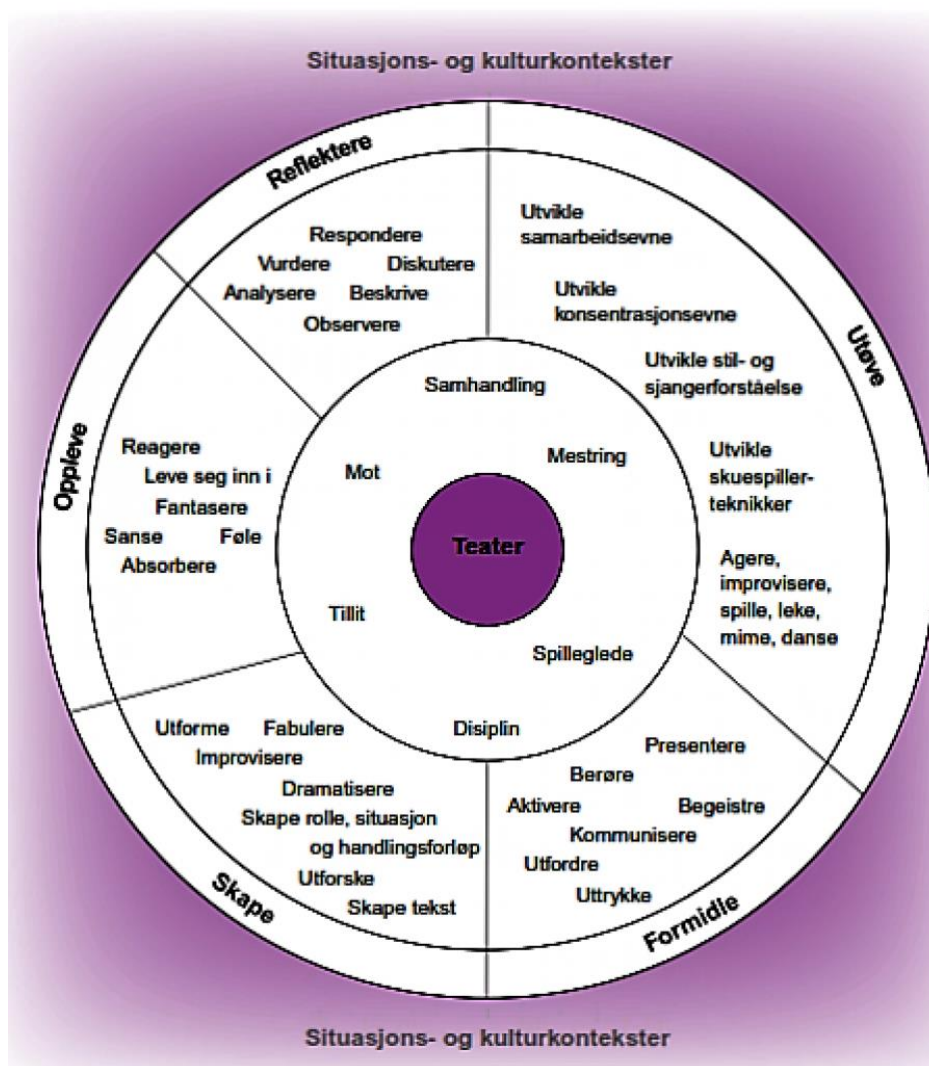 Situasjons- og kulturkontekster
Reflektere
Respondere
Vurdere Diskutere
Analysere Beskrive
Observere
Utøve
Utvikle
samarbeidsevne
Utvikle
konsentrasjonsevne
Utvikle stil- og
sjangerforståelse
Utvikle
skuespiller-
teknikker
Agere,
improvisere,
spille, leke,
mime, danse
Oppleve
Reagere
Leve seg inn i
Fantasere
Sanse Føle
Absorbere
Samhandling
Mot
Mestring
Teater
Tillit
Spilleglede
Disiplin
Skape
Utforme Fabulere
Improvisere
Dramatisere
Skape rolle, situasjon
og handlingsforløp
Utforske
Skape tekst
Formidle
Presentere
Berøre
Aktivere Begeistre
Kommunisere
Utfordre
Uttrykke
Situasjons- og kulturkontekster